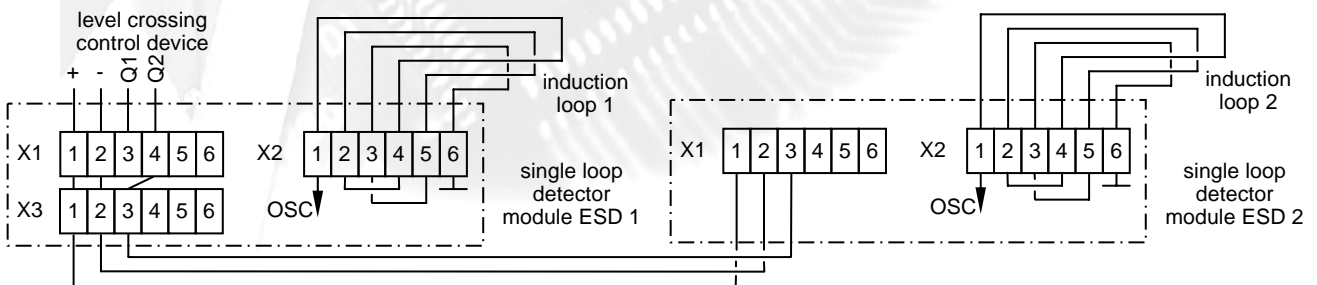 level crossing
control device
+ - Q1 Q2
induction
loop 1
induction
loop 2
X1 1 2 3 4 5 6
X2 1 2 3 4 5 6
X1 1 2 3 4 5 6
X2 1 2 3 4 5 6
single loop
detector
module ESD 1
single loop
detector
module ESD 2
X3 1 2 3 4 5 6
OSC
OSC